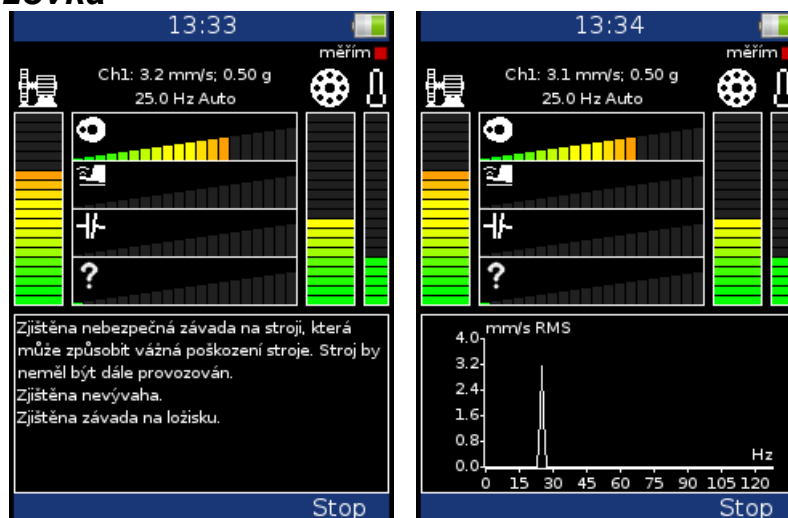 13:33
měřím
Ch1: 3.2 mm/s; 0.50 g
25.0 Hz Auto
?
Zjištěna nebezpečná závada na stroji, která
může způsobit vážná poškození stroje. Stroj by
neměl být dále provozován.
Zjištěna nevývaha.
Zjištěna závada na ložisku.
Stop
13:34
měřím
Ch1: 3.1 mm/s; 0.50 g
25.0 Hz Auto
?
mm/s RMS
4.0
3.2
2.4
1.6
0.8
0.0
Hz
0 15 30 45 60 75 90 105 120
Stop